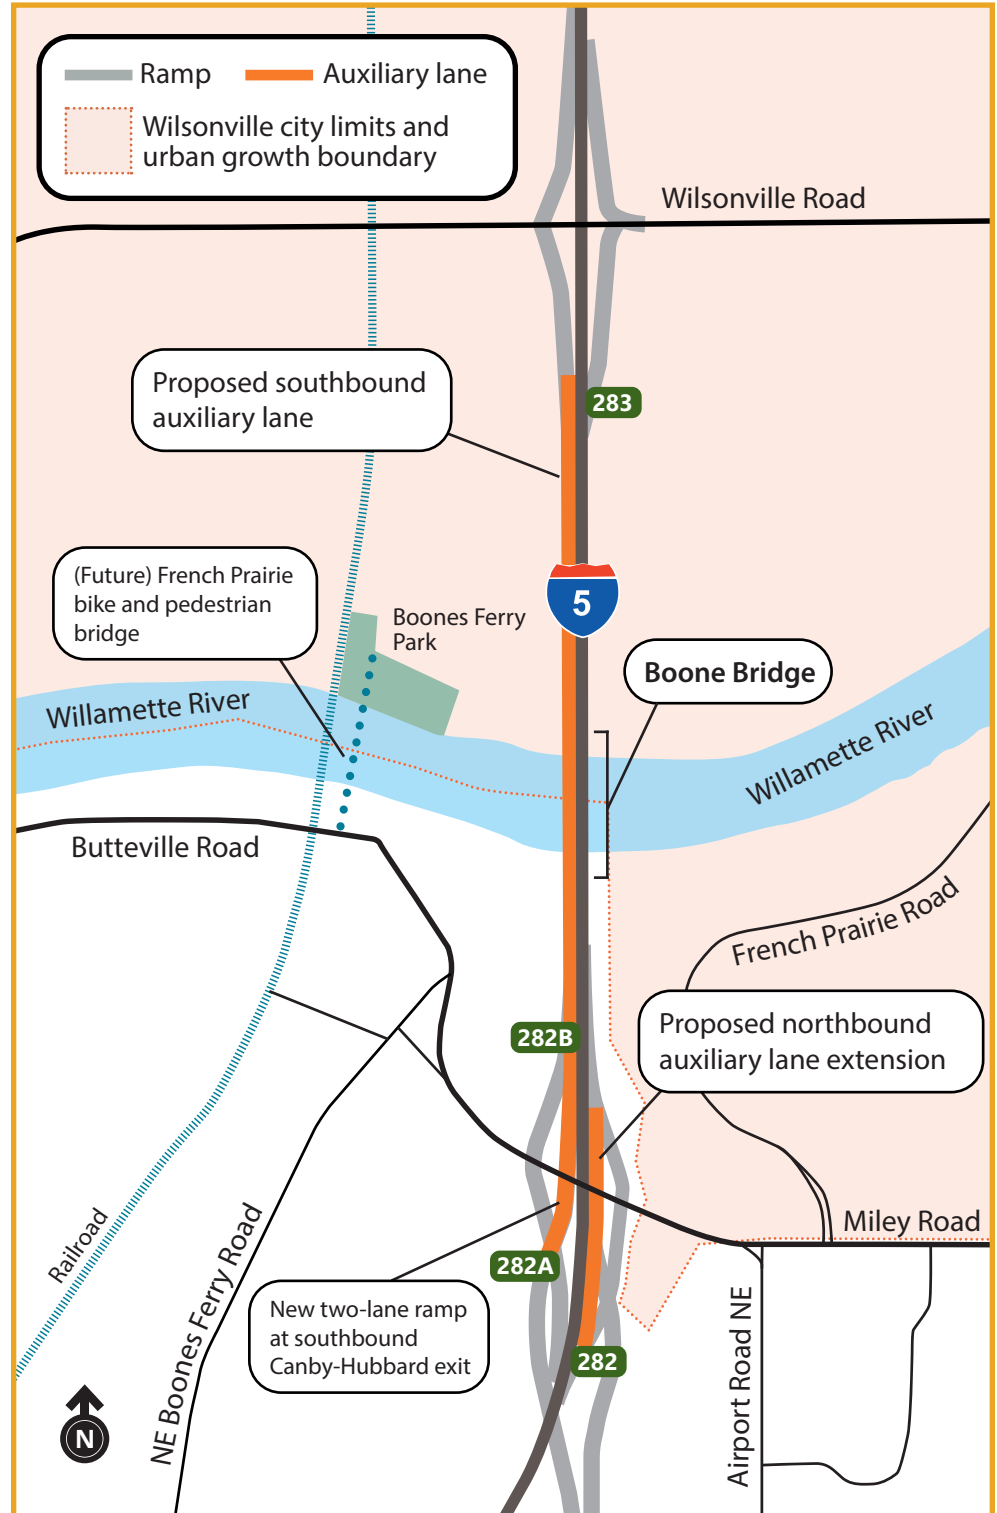 Ramp
Auxiliary lane
Wilsonville city limits and
urban growth boundary
Wilsonville Road
Proposed southbound
auxiliary lane
283
(Future) French Prairie
bike and pedestrian
bridge
Boones Ferry
Park
5
Boone Bridge
Willamette River
Willamette River
Butteville Road
French Prairie Road
Proposed northbound
auxiliary lane extension
282B
Miley Road
Railroad
NE Boones Ferry Road
282A
New two-lane ramp
at southbound
Canby-Hubbard exit
282
Airport Road NE
N